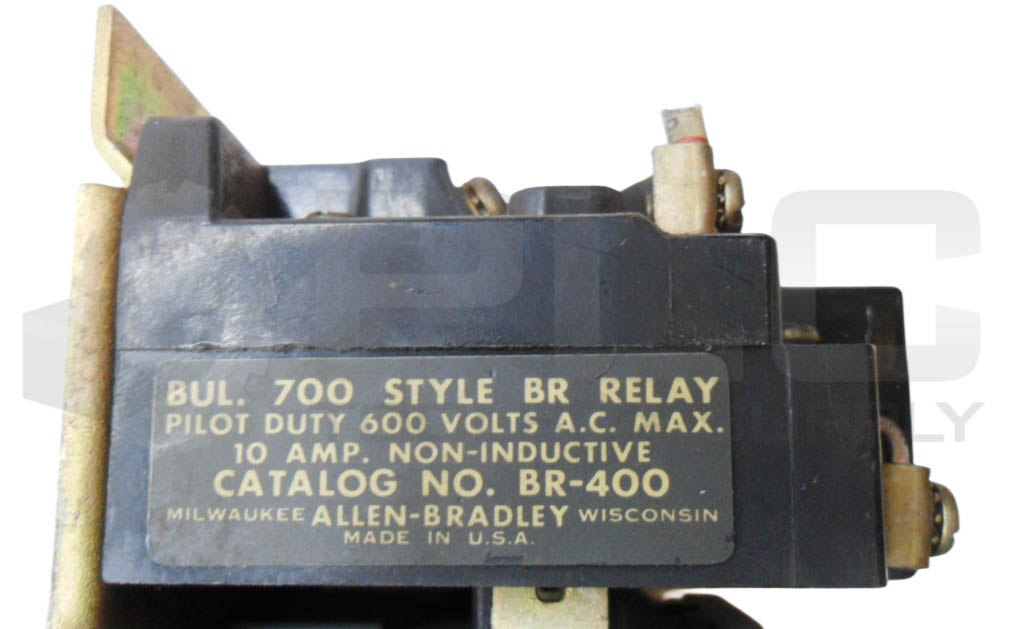 BUL. 700 STYLE BR RELAY
PILOT DUTY 600 VOLTS A.C. MAX.
10 AMP. NON-INDUCTIVE
CATALOG NO. BR-400
MILWAUKEE ALLEN-BRADLEY WISCONSIN
MADE IN U.S.A.
PLC